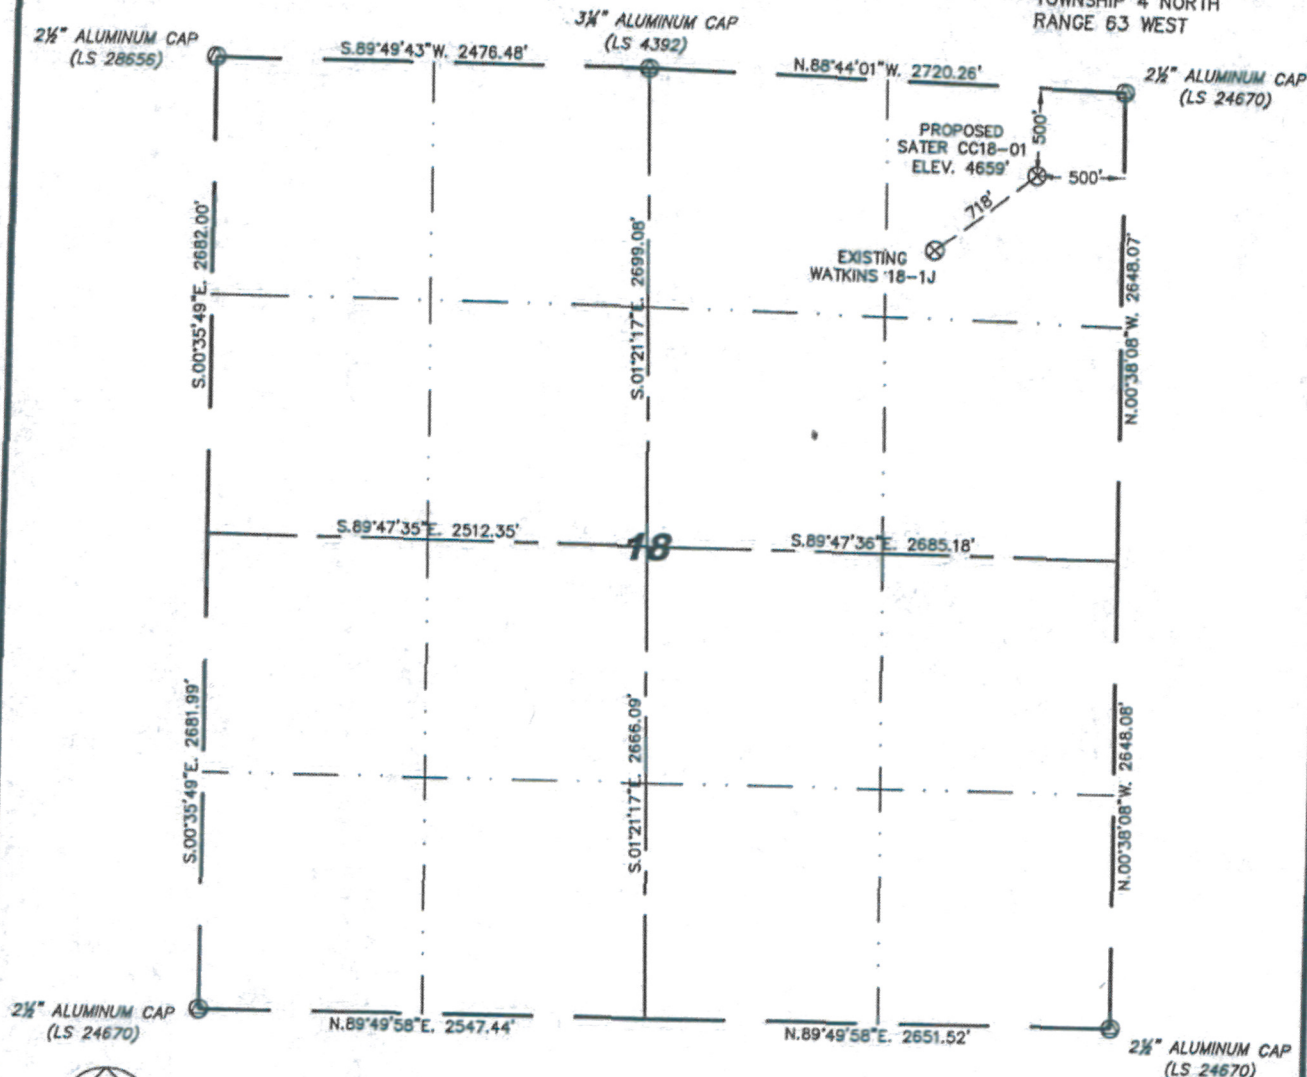 TOWNSHIP 4 NORTH
RANGE 63 WEST
2½" ALUMINUM CAP
(LS 28656)
S.89°49'43"W. 2476.48'
3¼" ALUMINUM CAP
(LS 4392)
N.88°44'01"W. 2720.26'
2½" ALUMINUM CAP
(LS 24670)
PROPOSED
SATER CC18-01
ELEV. 4659'
500'
500'
718'
EXISTING
WATKINS 18-1J
S.00°35'49"E. 2682.00'
S.01°21'17"E. 2699.08'
N.00°38'08"W. 2648.07'
S.89°47'35"E. 2512.35'
18
S.89°47'36"E. 2685.18'
S.00°35'49"E. 2681.99'
S.01°21'17"E. 2666.09'
N.00°38'08"W. 2648.08'
2½" ALUMINUM CAP
(LS 24670)
N.89°49'58"E. 2547.44'
N.89°49'58"E. 2651.52'
2½" ALUMINUM CAP
(LS 24670)